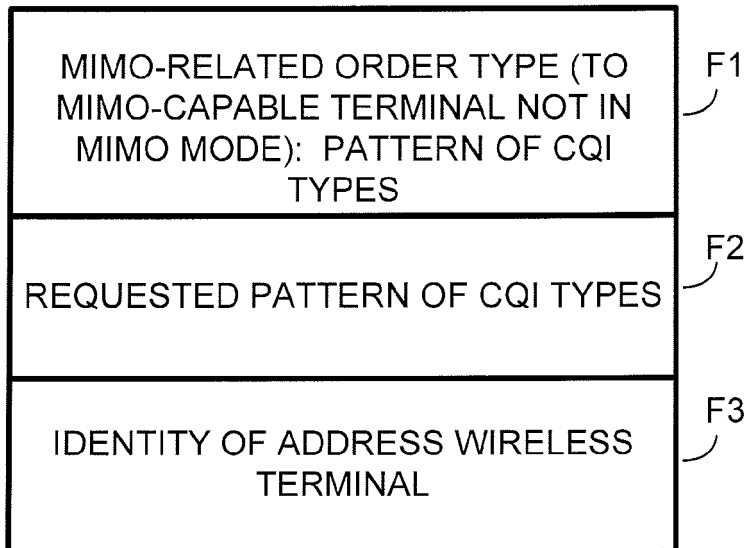 MIMO-RELATED ORDER TYPE (TO
MIMO-CAPABLE TERMINAL NOT IN
MIMO MODE): PATTERN OF CQI
TYPES
F1
REQUESTED PATTERN OF CQI TYPES
F2
IDENTITY OF ADDRESS WIRELESS
TERMINAL
F3